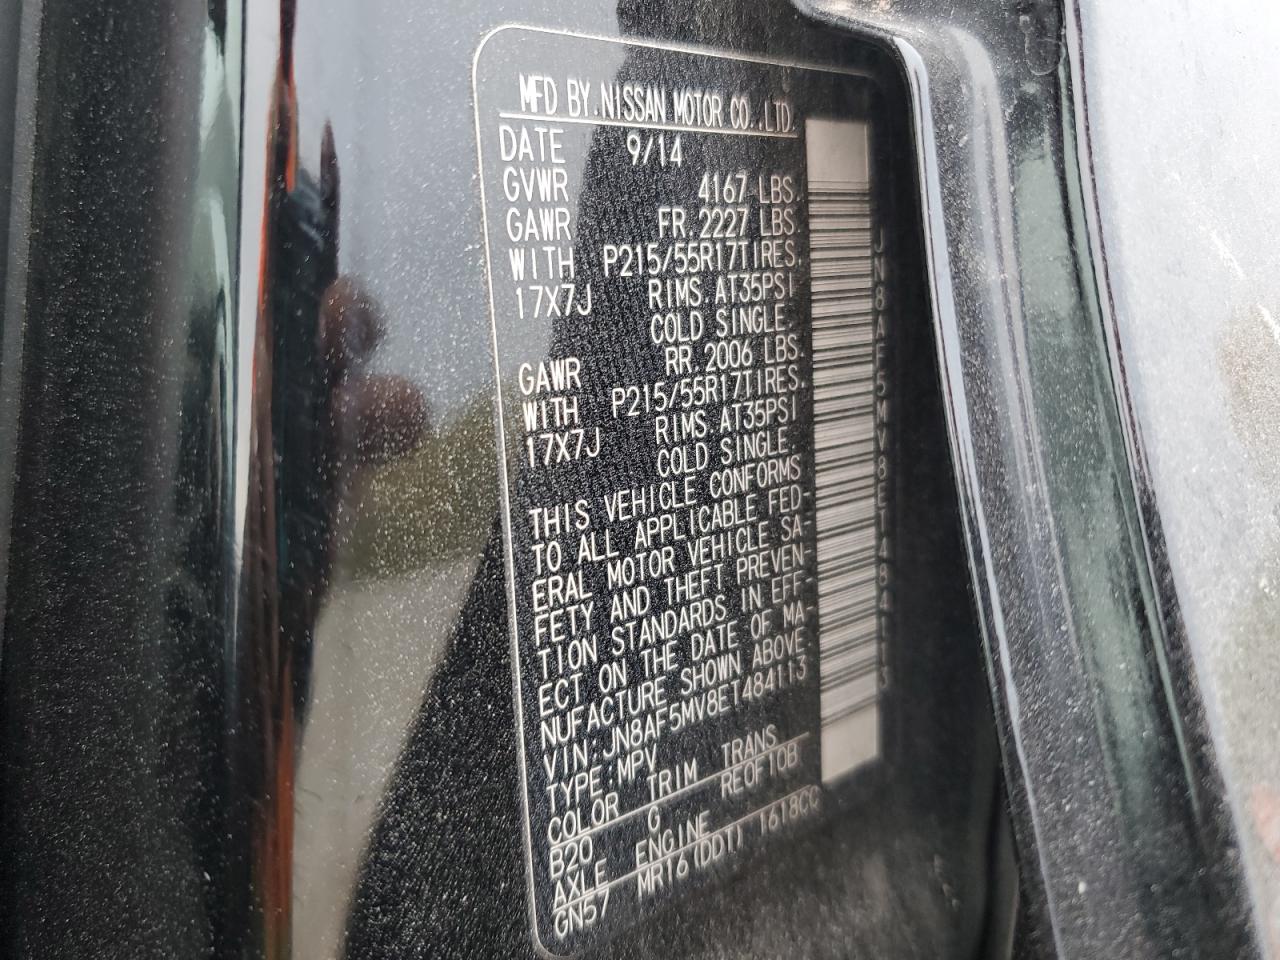 MFD BY.NISSAN MOTOR CO.,LTD.
DATE 9/14
GVWR 4167 LBS.
GAWR FR.2227 LBS.
WITH P215/55R17TIRES.
17X7J RIMS.AT35PSI
COLD SINGLE.
GAWR RR.2006 LBS.
WITH P215/55R17TIRES.
17X7J RIMS.AT35PSI
COLD SINGLE.
THIS VEHICLE CONFORMS
TO ALL APPLICABLE FED-
ERAL MOTOR VEHICLE SA-
FETY AND THEFT PREVEN-
TION STANDARDS IN EFF-
ECT ON THE DATE OF MA-
NUFACTURE SHOWN ABOVE
VIN:JN8AF5MV8ET484113
TYPE:MPV
COLOR TRIM TRANS
B20 G RE0F10B
AXLE ENGINE
GN57 MR16(DDT) 1618CC
JN8AF5MV8ET484113